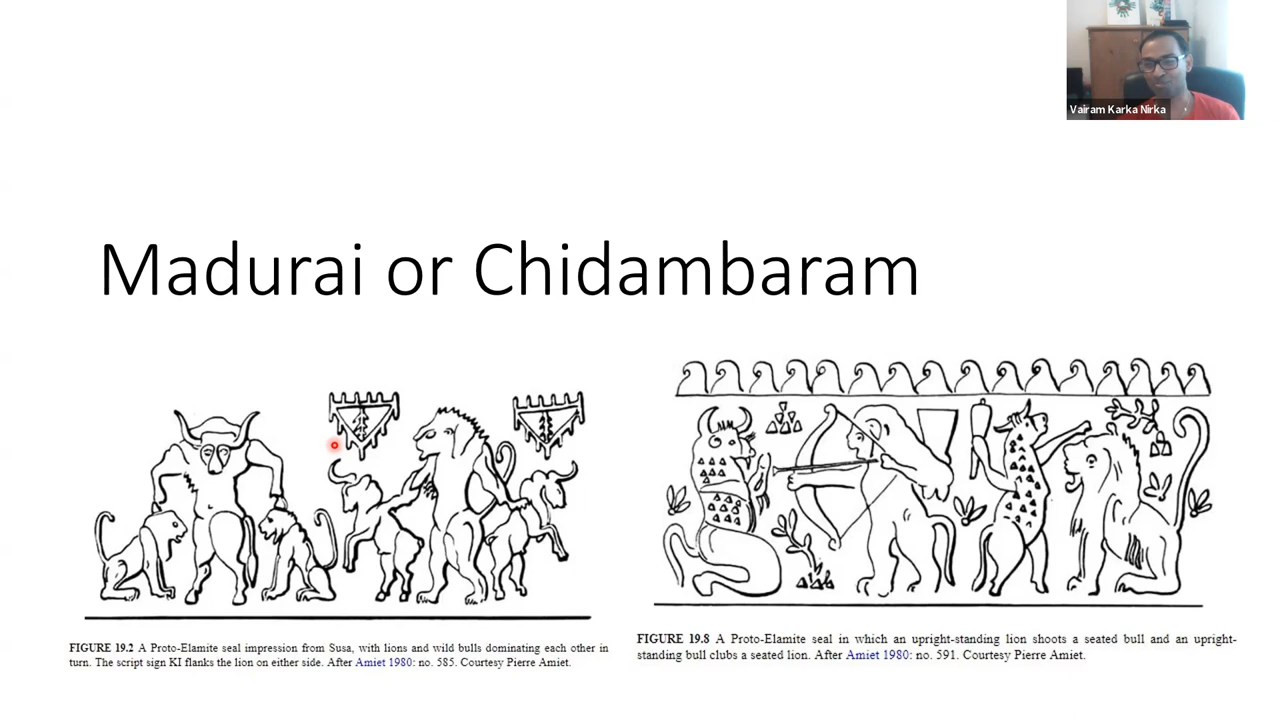 Vairam Karka Nirka
Madurai or Chidambaram
FIGURE 19.2 A Proto-Elamite seal impression from Susa, with lions and wild bulls dominating each other in
turn. The script sign KI flanks the lion on either side. After Amiet 1980: no. 585. Courtesy Pierre Amiet.
FIGURE 19.8 A Proto-Elamite seal in which an upright-standing lion shoots a seated bull and an upright-
standing bull clubs a seated lion. After Amiet 1980: no. 591. Courtesy Pierre Amiet.